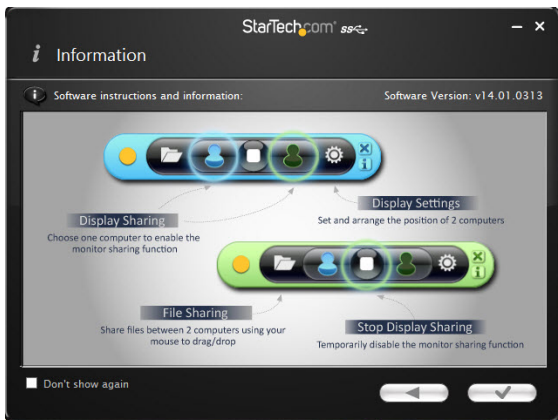 StarTech.com
Information
Software instructions and information:
Software Version: v14.01.0313
Display Sharing
Choose one computer to enable the
monitor sharing function
Display Settings
Set and arrange the position of 2 computers
File Sharing
Share files between 2 computers using your
mouse to drag/drop
Stop Display Sharing
Temporarily disable the monitor sharing function
Don't show again